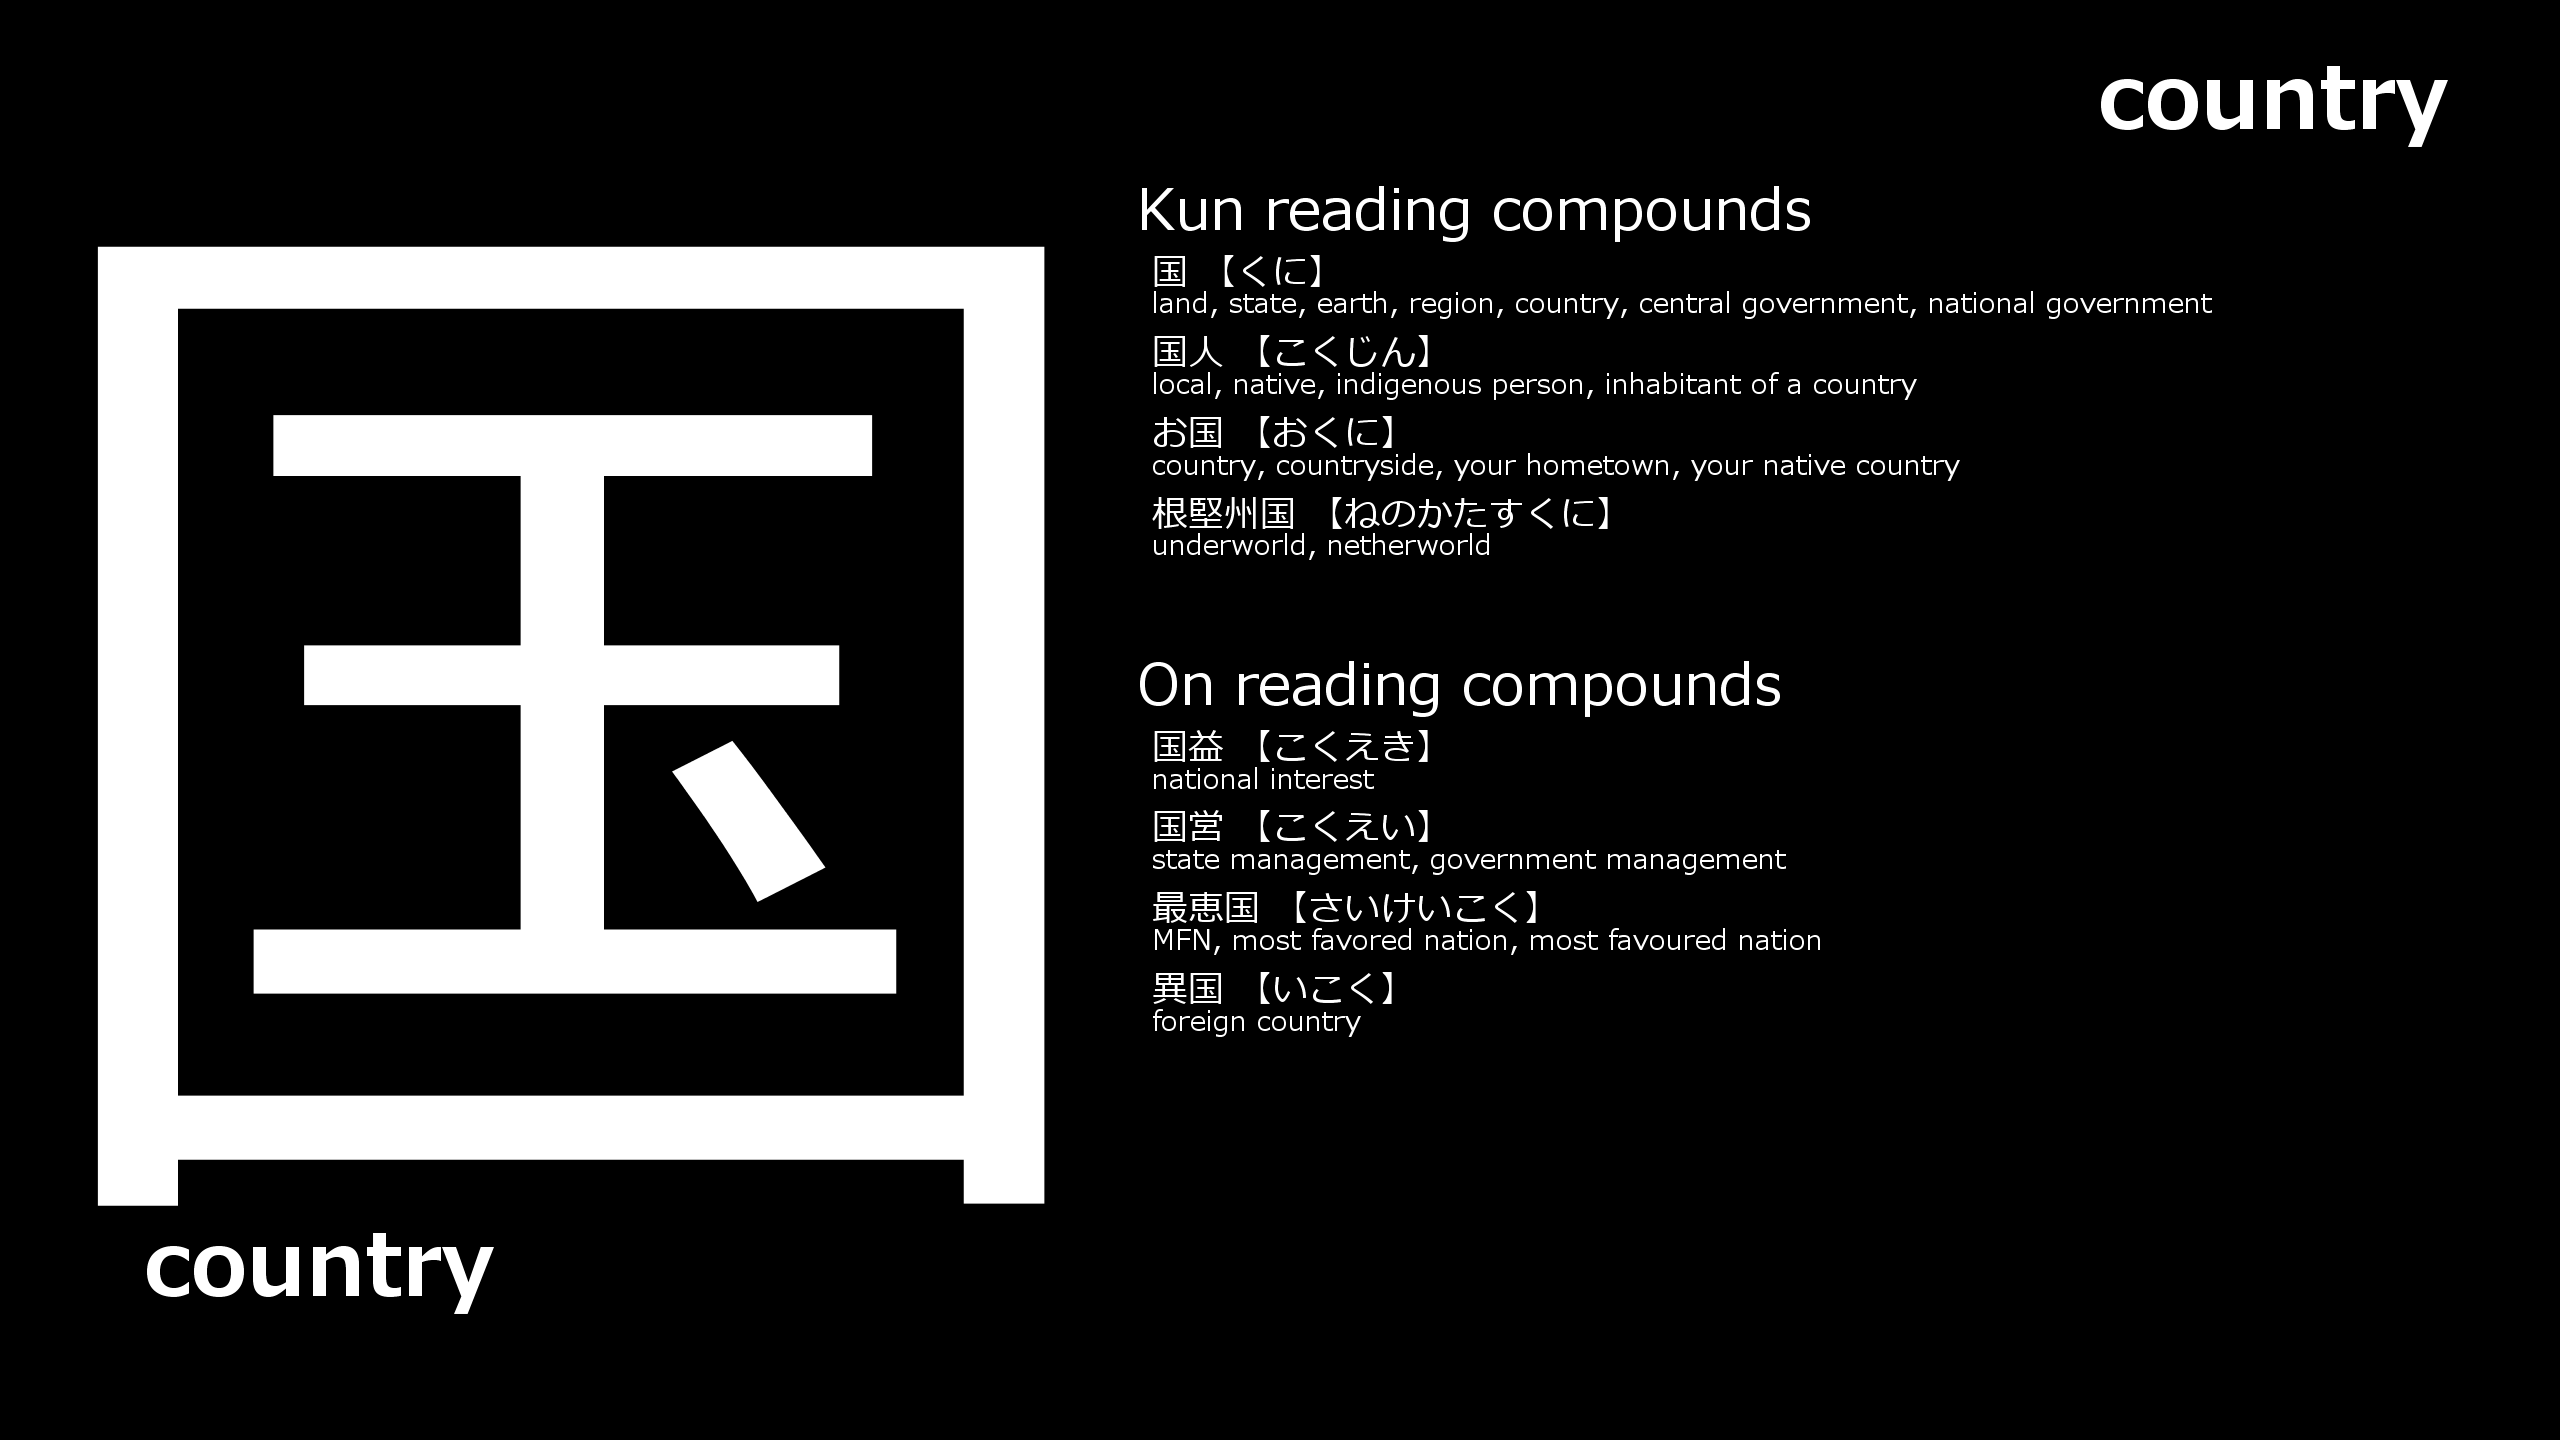 country
国
country
Kun reading compounds
国 【くに】
land, state, earth, region, country, central government, national government
国人 【こくじん】
local, native, indigenous person, inhabitant of a country
お国 【おくに】
country, countryside, your hometown, your native country
根堅州国 【ねのかたすくに】
underworld, netherworld
On reading compounds
国益 【こくえき】
national interest
国営 【こくえい】
state management, government management
最恵国 【さいけいこく】
MFN, most favored nation, most favoured nation
異国 【いこく】
foreign country